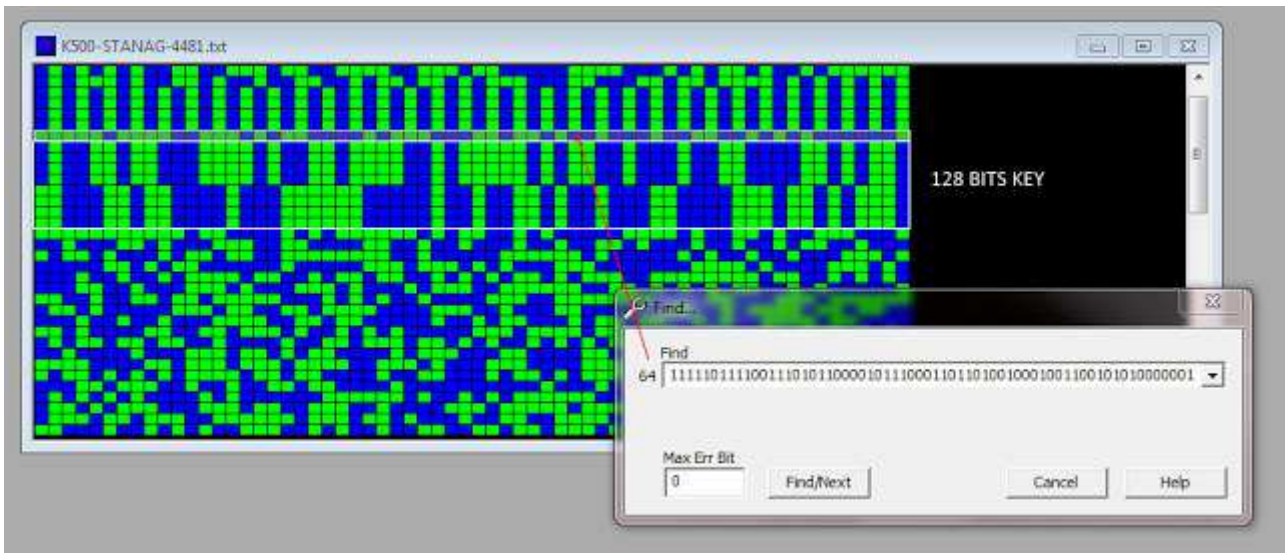 K500-STANAG-4481.txt
128 BITS KEY
Find...
Find
64 1111101111001110101100001011100011011010010001001100101010000001
Max Err Bit
0 Find/Next Cancel Help